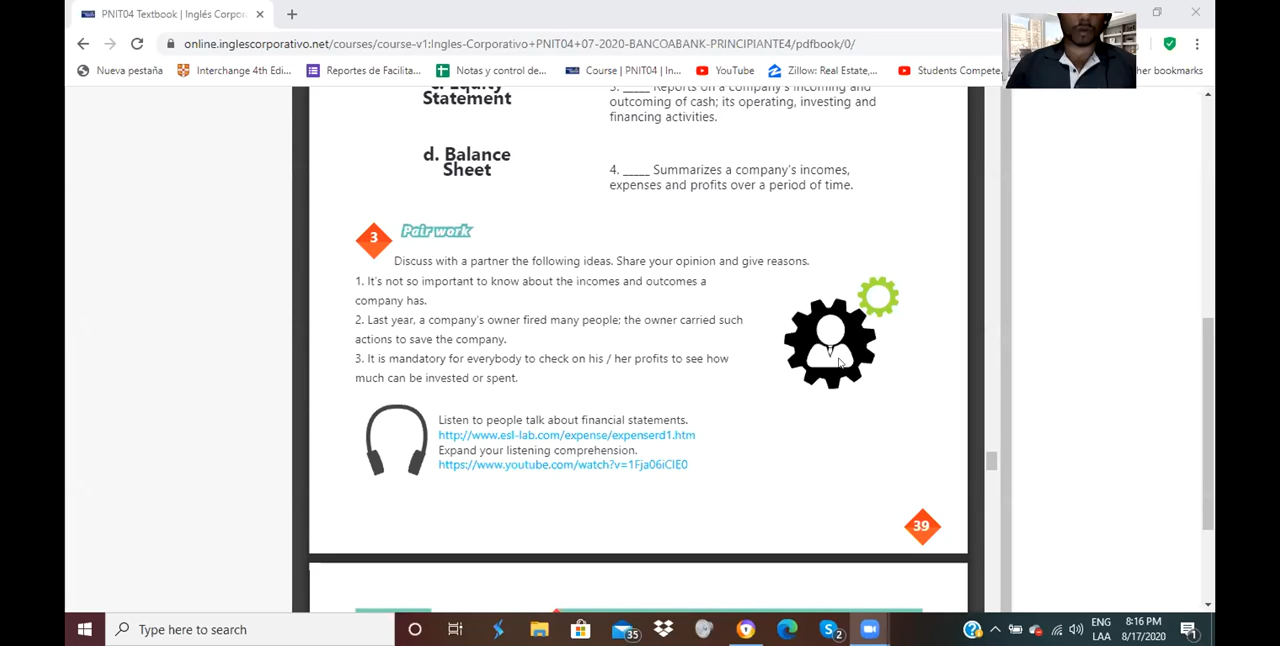 PNIT04 Textbook | Inglés Corpora
online.inglescorporativo.net/courses/course-v1:Ingles-Corporativo+PNIT04+07-2020-BANCOABANK-PRINCIPIANTE4/pdfbook/0/
Nueva pestaña
Interchange 4th Edi...
Reportes de Facilita...
Notas y control de...
Course | PNIT04 | In...
YouTube
Zillow: Real Estate,...
Students Compete,
her bookmarks
c. Equity
Statement
3. _____ Reports on a company's incoming and
outcoming of cash; its operating, investing and
financing activities.
d. Balance
Sheet
4. _____ Summarizes a company's incomes,
expenses and profits over a period of time.
3
Pair work
Discuss with a partner the following ideas. Share your opinion and give reasons.
1. It's not so important to know about the incomes and outcomes a
company has.
2. Last year, a company's owner fired many people; the owner carried such
actions to save the company.
3. It is mandatory for everybody to check on his / her profits to see how
much can be invested or spent.
Listen to people talk about financial statements.
http://www.esl-lab.com/expense/expenserd1.htm
Expand your listening comprehension.
https://www.youtube.com/watch?v=1Fja06iCIE0
39
Type here to search
35
2
ENG
LAA
8:16 PM
8/17/2020
1